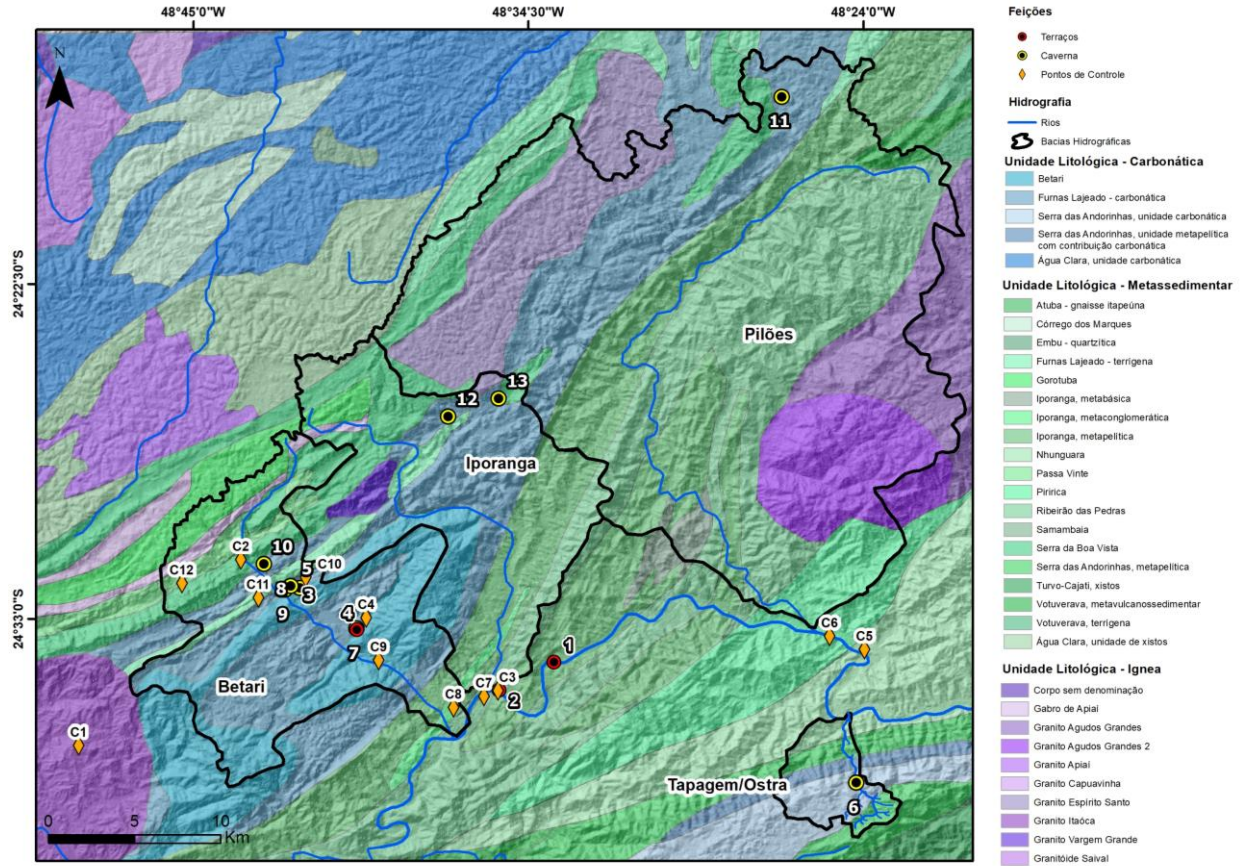 48°45'0"W
48°34'30"W
48°24'0"W
24°22'30"S
24°33'0"S
N
11
Pilões
13
12
Iporanga
C2
10
C10
5
C12
8
3
C11
9
C4
4
C6
1
7
C9
C5
Betari
C3
C7
C8
2
C1
Tapagem/Ostra
6
0 5 10
Km
Feições
Terraços
Caverna
Pontos de Controle
Hidrografia
Rios
Bacias Hidrográficas
Unidade Litológica - Carbonática
Betari
Furnas Lajeado - carbonática
Serra das Andorinhas, unidade carbonática
Serra das Andorinhas, unidade metapelítica
com contribuição carbonática
Água Clara, unidade carbonática
Unidade Litológica - Metassedimentar
Atuba - gnaisse itapeúna
Córrego dos Marques
Embu - quartzítica
Furnas Lajeado - terrígena
Gorotuba
Iporanga, metabásica
Iporanga, metaconglomerática
Iporanga, metapelítica
Nhunguara
Passa Vinte
Piririca
Ribeirão das Pedras
Samambaia
Serra da Boa Vista
Serra das Andorinhas, metapelítica
Turvo-Cajati, xistos
Votuverava, metavulcanossedimentar
Votuverava, terrígena
Água Clara, unidade de xistos
Unidade Litológica - Ignea
Corpo sem denominação
Gabro de Apiaí
Granito Agudos Grandes
Granito Agudos Grandes 2
Granito Apiaí
Granito Capuavinha
Granito Espírito Santo
Granito Itaóca
Granito Vargem Grande
Granitóide Saival